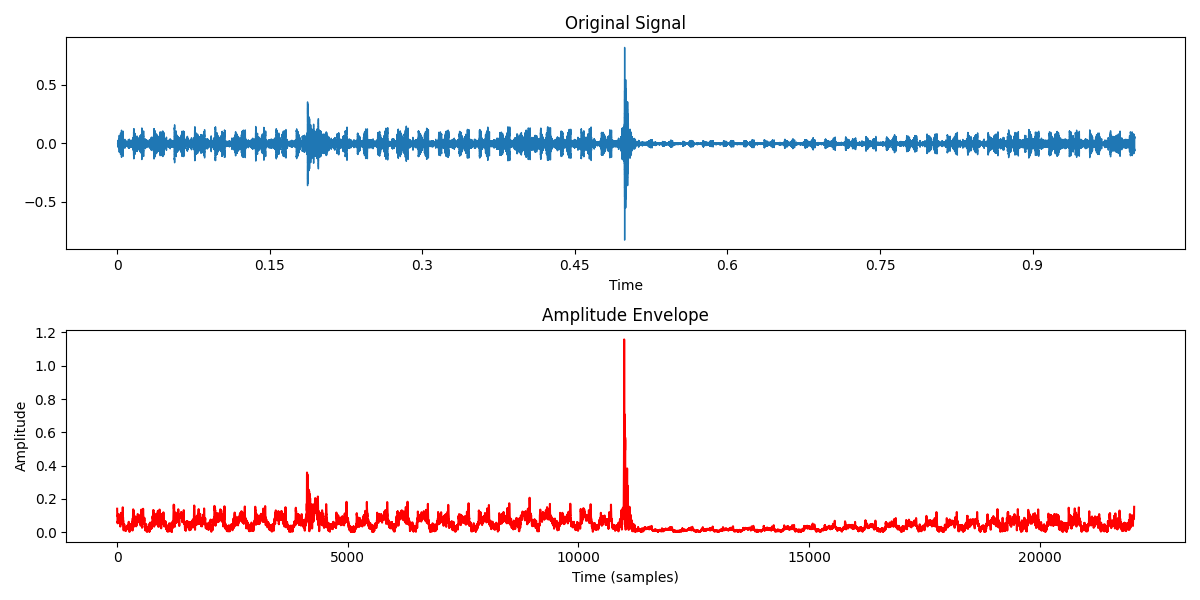 Original Signal
0.5
0.0
−0.5
0 0.15 0.3 0.45 0.6 0.75 0.9
Time
Amplitude Envelope
1.2
1.0
0.8
0.6
0.4
0.2
0.0
Amplitude
0 5000 10000 15000 20000
Time (samples)